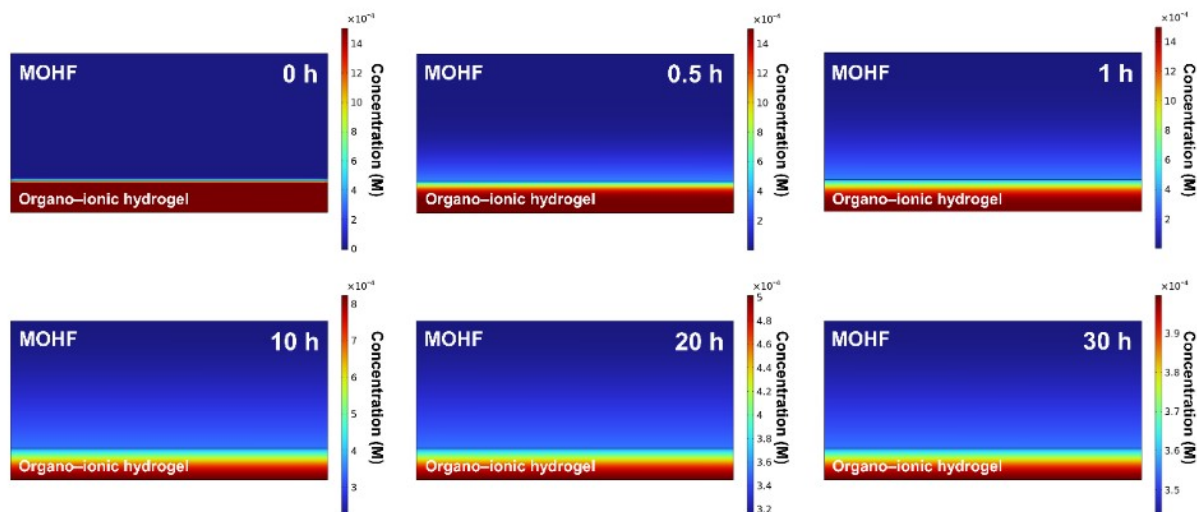 ×10⁻⁴
MOHF 0 h
14
12
10
8
6
4
2
0
Concentration (M)
Organo–ionic hydrogel
×10⁻⁴
MOHF 0.5 h
14
12
10
8
6
4
2
Concentration (M)
Organo–ionic hydrogel
×10⁻⁴
MOHF 1 h
14
12
10
8
6
4
2
Concentration (M)
Organo–ionic hydrogel
×10⁻⁴
MOHF 10 h
8
7
6
5
4
3
Concentration (M)
Organo–ionic hydrogel
×10⁻⁴
MOHF 20 h
5
4.8
4.6
4.4
4.2
4
3.8
3.6
3.4
3.2
Concentration (M)
Organo–ionic hydrogel
×10⁻⁴
MOHF 30 h
3.9
3.8
3.7
3.6
3.5
Concentration (M)
Organo–ionic hydrogel